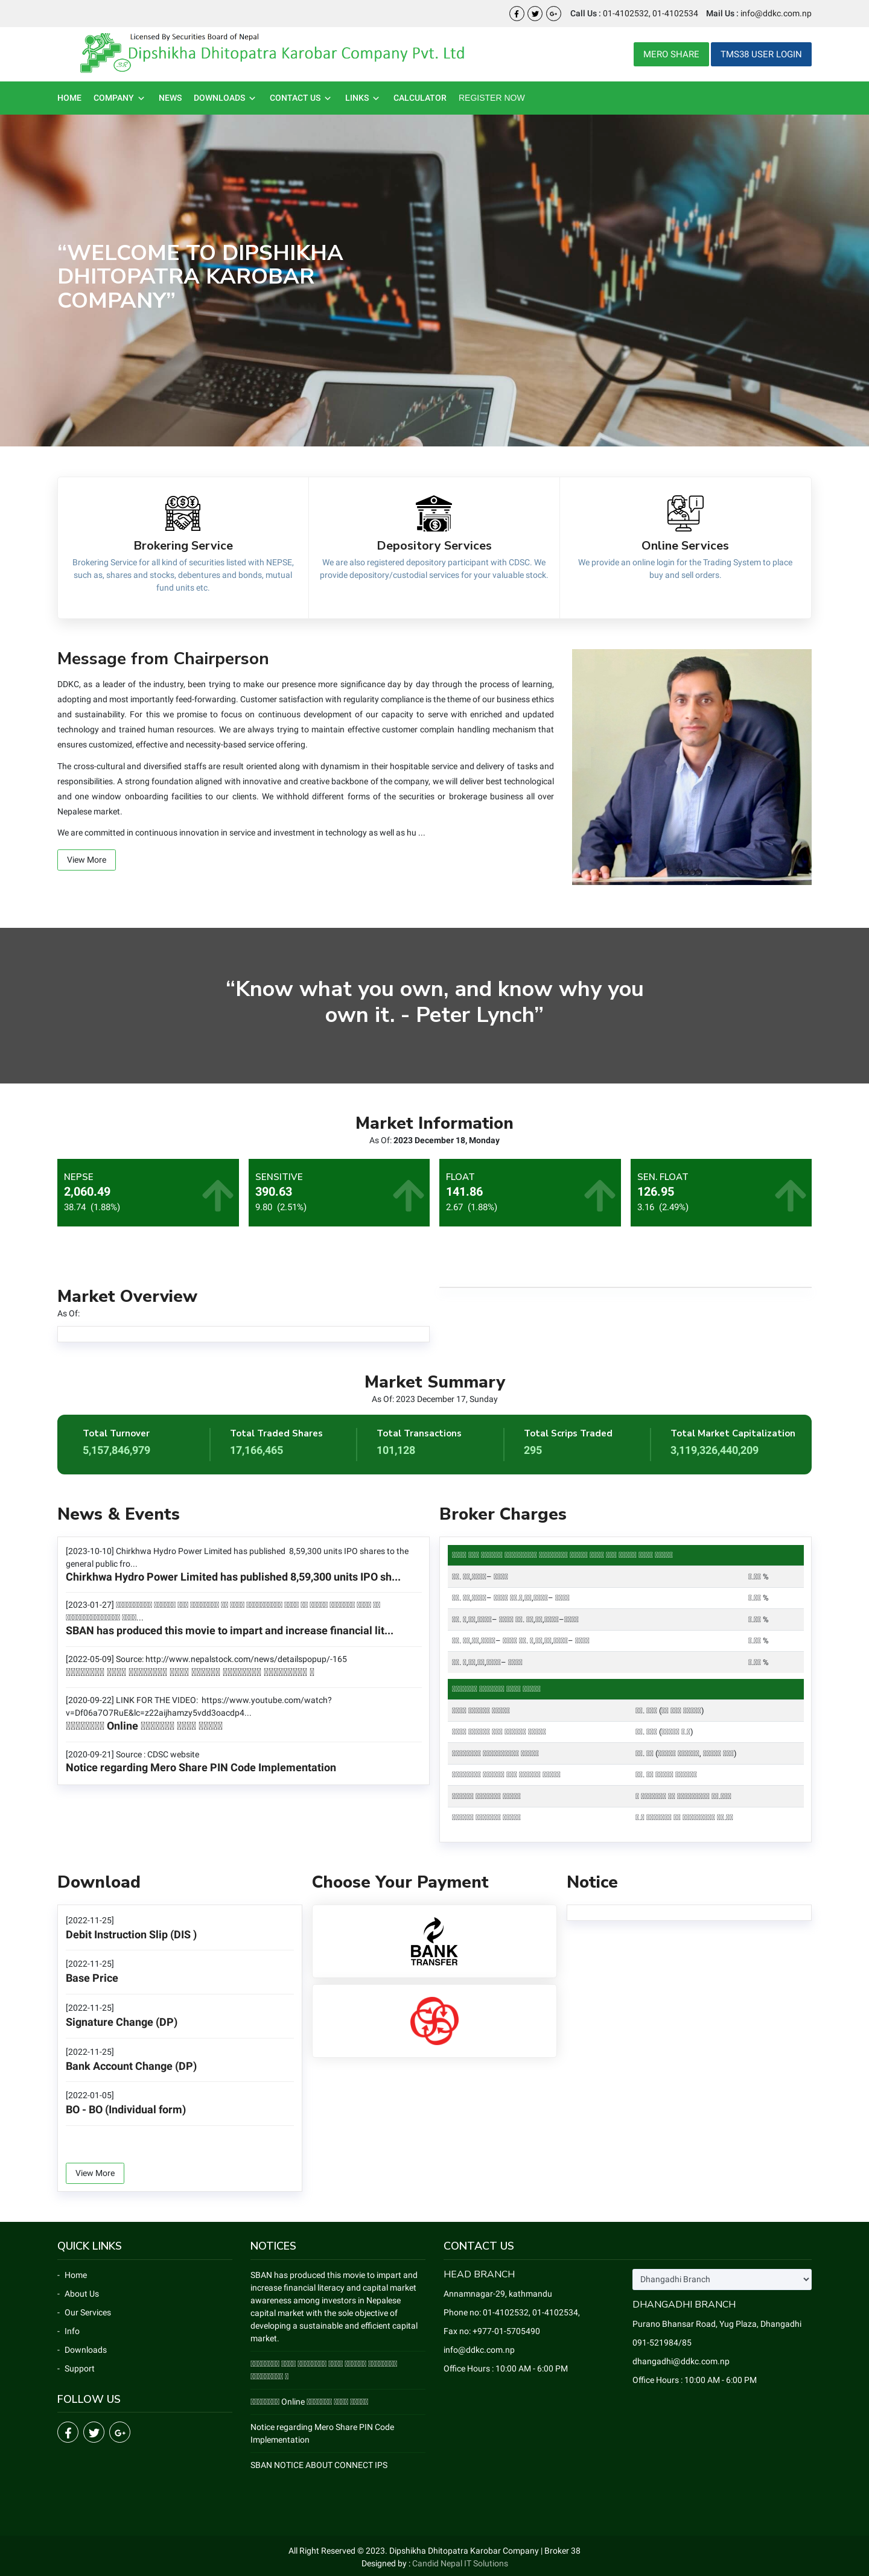 Call Us : 01-4102532, 01-4102534 Mail Us : info@ddkc.com.np
Licensed By Securities Board of Nepal
Dipshikha Dhitopatra Karobar Company Pvt. Ltd
MERO SHARE
TMS38 USER LOGIN
HOME COMPANY NEWS DOWNLOADS CONTACT US LINKS CALCULATOR REGISTER NOW
“WELCOME TO DIPSHIKHA
DHITOPATRA KAROBAR
COMPANY”
Brokering Service
Brokering Service for all kind of securities listed with NEPSE,
such as, shares and stocks, debentures and bonds, mutual
fund units etc.
Depository Services
We are also registered depository participant with CDSC. We
provide depository/custodial services for your valuable stock.
Online Services
We provide an online login for the Trading System to place
buy and sell orders.
Message from Chairperson
DDKC, as a leader of the industry, been trying to make our presence more significance day by day through the process of learning,
adopting and most importantly feed-forwarding. Customer satisfaction with regularity compliance is the theme of our business ethics
and sustainability. For this we promise to focus on continuous development of our capacity to serve with enriched and updated
technology and trained human resources. We are always trying to maintain effective customer complain handling mechanism that
ensures customized, effective and necessity-based service offering.
The cross-cultural and diversified staffs are result oriented along with dynamism in their hospitable service and delivery of tasks and
responsibilities. A strong foundation aligned with innovative and creative backbone of the company, we will deliver best technological
and one window onboarding facilities to our clients. We withhold different forms of the securities or brokerage business all over
Nepalese market.
We are committed in continuous innovation in service and investment in technology as well as hu ...
View More
“Know what you own, and know why you
own it. - Peter Lynch”
Market Information
As Of: 2023 December 18, Monday
NEPSE
2,060.49
38.74 (1.88%)
SENSITIVE
390.63
9.80 (2.51%)
FLOAT
141.86
2.67 (1.88%)
SEN. FLOAT
126.95
3.16 (2.49%)
Market Overview
As Of:
Market Summary
As Of: 2023 December 17, Sunday
Total Turnover
5,157,846,979
Total Traded Shares
17,166,465
Total Transactions
101,128
Total Scrips Traded
295
Total Market Capitalization
3,119,326,440,209
News & Events
[2023-10-10] Chirkhwa Hydro Power Limited has published 8,59,300 units IPO shares to the
general public fro...
Chirkhwa Hydro Power Limited has published 8,59,300 units IPO sh...
[2023-01-27]
SBAN has produced this movie to impart and increase financial lit...
[2022-05-09] Source: http://www.nepalstock.com/news/detailspopup/-165
[2020-09-22] LINK FOR THE VIDEO: https://www.youtube.com/watch?
v=Df06a7O7RuE&lc=z22aijhamzy5vdd3oacdp4...
Online
[2020-09-21] Source : CDSC website
Notice regarding Mero Share PIN Code Implementation
Broker Charges
Download
[2022-11-25]
Debit Instruction Slip (DIS )
[2022-11-25]
Base Price
[2022-11-25]
Signature Change (DP)
[2022-11-25]
Bank Account Change (DP)
[2022-01-05]
BO - BO (Individual form)
View More
Choose Your Payment
BANK
TRANSFER
Notice
QUICK LINKS
- Home
- About Us
- Our Services
- Info
- Downloads
- Support
FOLLOW US
NOTICES
SBAN has produced this movie to impart and
increase financial literacy and capital market
awareness among investors in Nepalese
capital market with the sole objective of
developing a sustainable and efficient capital
market.
Online
Notice regarding Mero Share PIN Code
Implementation
SBAN NOTICE ABOUT CONNECT IPS
CONTACT US
HEAD BRANCH
Annamnagar-29, kathmandu
Phone no: 01-4102532, 01-4102534,
Fax no: +977-01-5705490
info@ddkc.com.np
Office Hours : 10:00 AM - 6:00 PM
Dhangadhi Branch
DHANGADHI BRANCH
Purano Bhansar Road, Yug Plaza, Dhangadhi
091-521984/85
dhangadhi@ddkc.com.np
Office Hours : 10:00 AM - 6:00 PM
All Right Reserved © 2023. Dipshikha Dhitopatra Karobar Company | Broker 38
Designed by : Candid Nepal IT Solutions